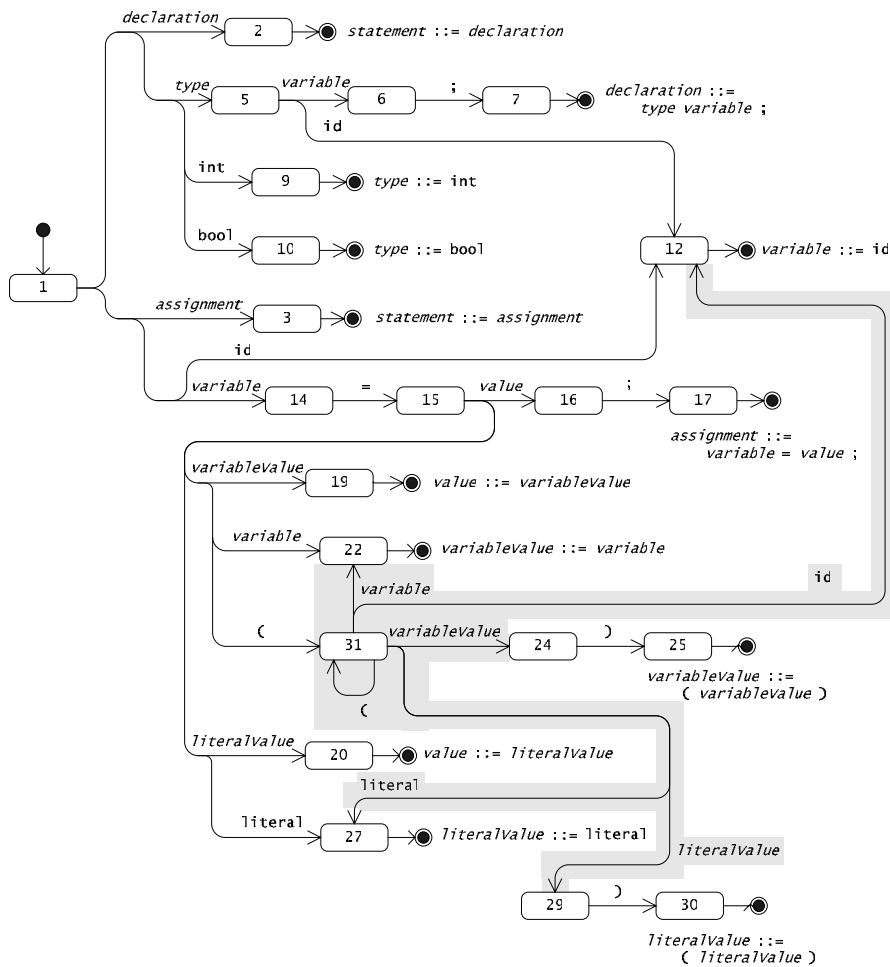 declaration
2
statement ::= declaration
type
5
variable
6
;
7
declaration ::=
type variable ;
id
int
9
type ::= int
bool
10
type ::= bool
12
variable ::= id
1
assignment
3
statement ::= assignment
id
variable
14
=
15
value
16
;
17
assignment ::=
variable = value ;
variableValue
19
value ::= variableValue
variable
22
variableValue ::= variable
id
variable
(
31
variableValue
24
)
25
variableValue ::=
( variableValue )
(
literalValue
20
value ::= literalValue
literal
literal
27
literalValue ::= literal
literalValue
29
)
30
literalValue ::=
( literalValue )